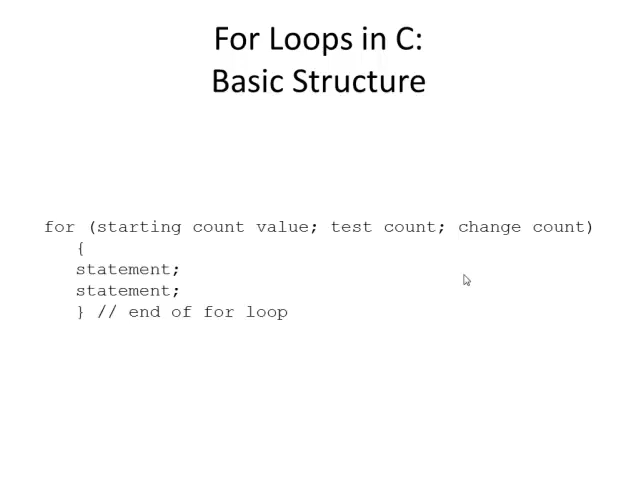 For Loops in C:
Basic Structure
for (starting count value; test count; change count)
{
statement;
statement;
} // end of for loop